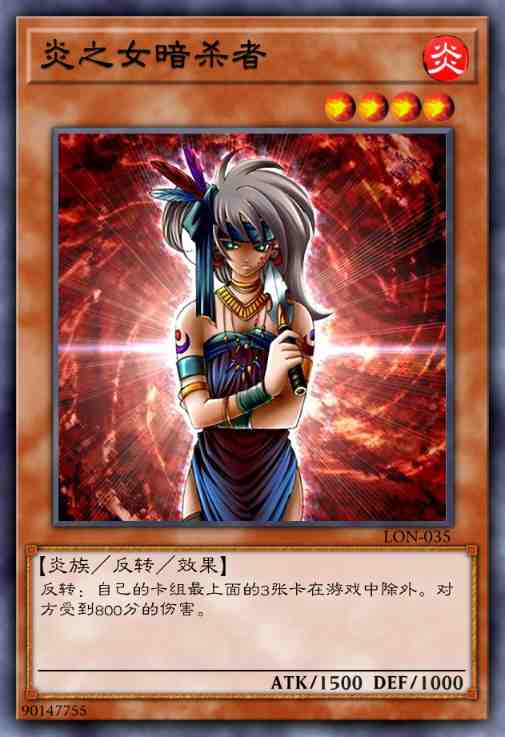 炎之女暗杀者
炎
LON-035
【炎族／反转／效果】
反转：自己的卡组最上面的3张卡在游戏中除外。对
方受到800分的伤害。
ATK/1500 DEF/1000
90147755